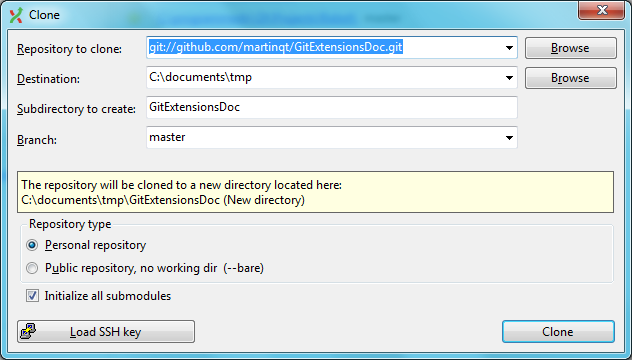 Clone
Repository to clone: git://github.com/martinqt/GitExtensionsDoc.git Browse
Destination: C:\documents\tmp Browse
Subdirectory to create: GitExtensionsDoc
Branch: master
The repository will be cloned to a new directory located here:
C:\documents\tmp\GitExtensionsDoc (New directory)
Repository type
Personal repository
Public repository, no working dir (--bare)
Initialize all submodules
Load SSH key Clone